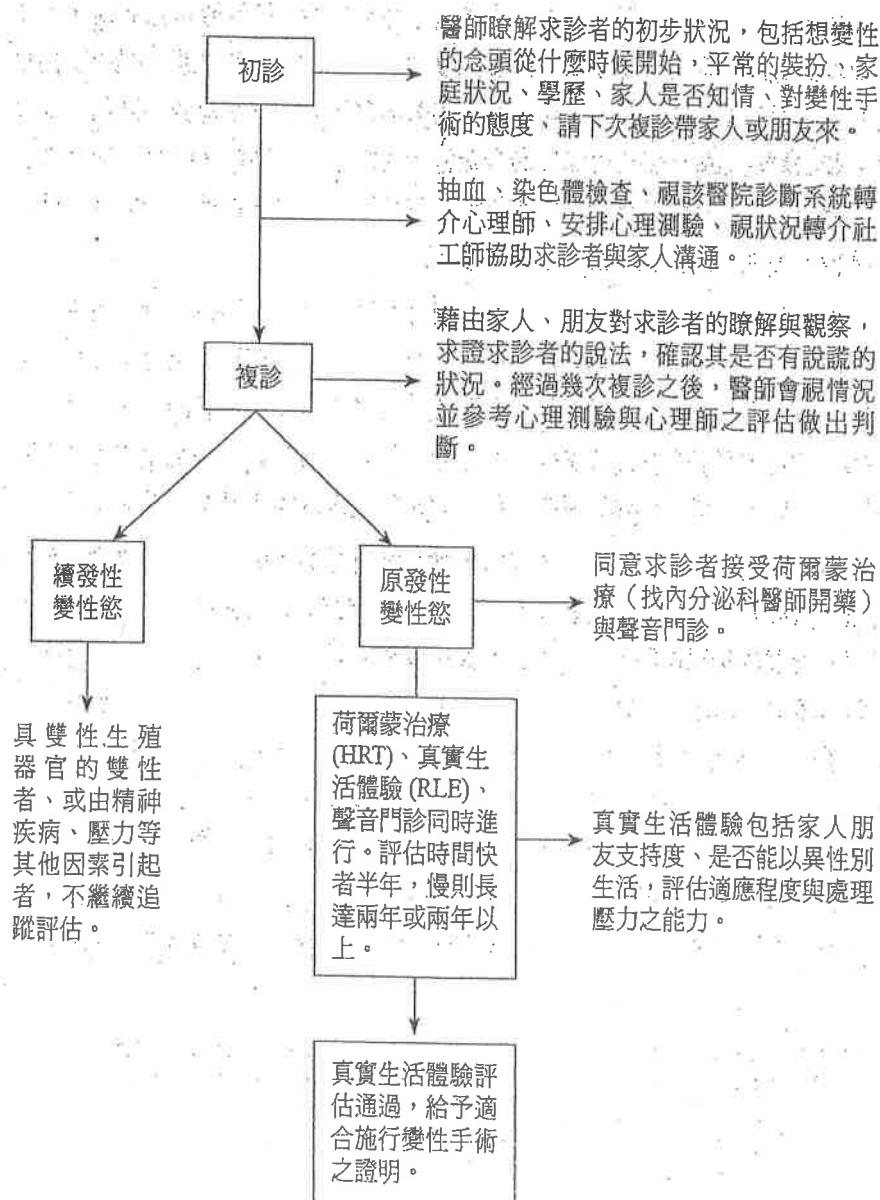 初診
醫師瞭解求診者的初步狀況，包括想變性
的念頭從什麼時候開始，平常的裝扮、家
庭狀況、學歷、家人是否知情、對變性手
術的態度、請下次複診帶家人或朋友來。
抽血、染色體檢查、視該醫院診斷系統轉
介心理師、安排心理測驗、視狀況轉介社
工師協助求診者與家人溝通。
複診
藉由家人、朋友對求診者的瞭解與觀察，
求證求診者的說法，確認其是否有說謊的
狀況。經過幾次複診之後，醫師會視情況
並參考心理測驗與心理師之評估做出判
斷。
續發性
變性慾
原發性
變性慾
同意求診者接受荷爾蒙治
療（找內分泌科醫師開藥）
與聲音門診。
具雙性生殖
器官的雙性
者、或由精神
疾病、壓力等
其他因素引起
者，不繼續追
蹤評估。
荷爾蒙治療
(HRT)、真實生
活體驗 (RLE)、
聲音門診同時進
行。評估時間快
者半年，慢則長
達兩年或兩年以
上。
真實生活體驗包括家人朋
友支持度、是否能以異性別
生活，評估適應程度與處理
壓力之能力。
真實生活體驗評
估通過，給予適
合施行變性手術
之證明。